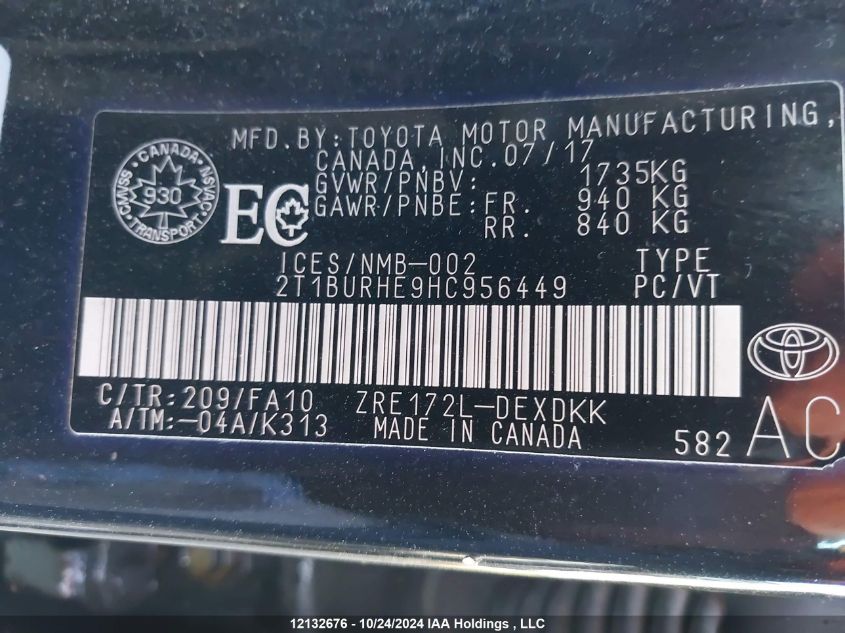 MFD.BY:TOYOTA MOTOR MANUFACTURING,
CANADA, INC.07/17
GVWR/PNBV: 1735KG
GAWR/PNBE:FR. 940 KG
RR. 840 KG
CANADA
930
TRANSPORT
EC
ICES/NMB-002 TYPE
2T1BURHE9HC956449 PC/VT
C/TR:209/FA10 ZRE172L-DEXDKK
A/TM:-04A/K313 MADE IN CANADA
582 AC
12132676 - 10/24/2024 IAA Holdings , LLC